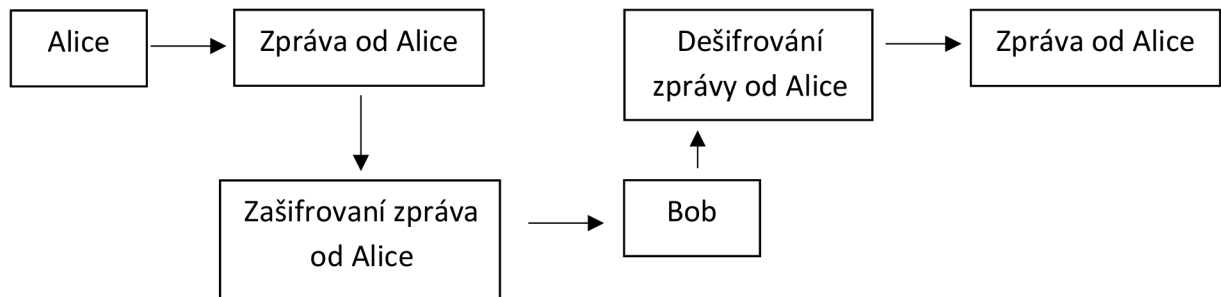 Alice
Zpráva od Alice
Zašifrovaní zpráva
od Alice
Bob
Dešifrování
zprávy od Alice
Zpráva od Alice